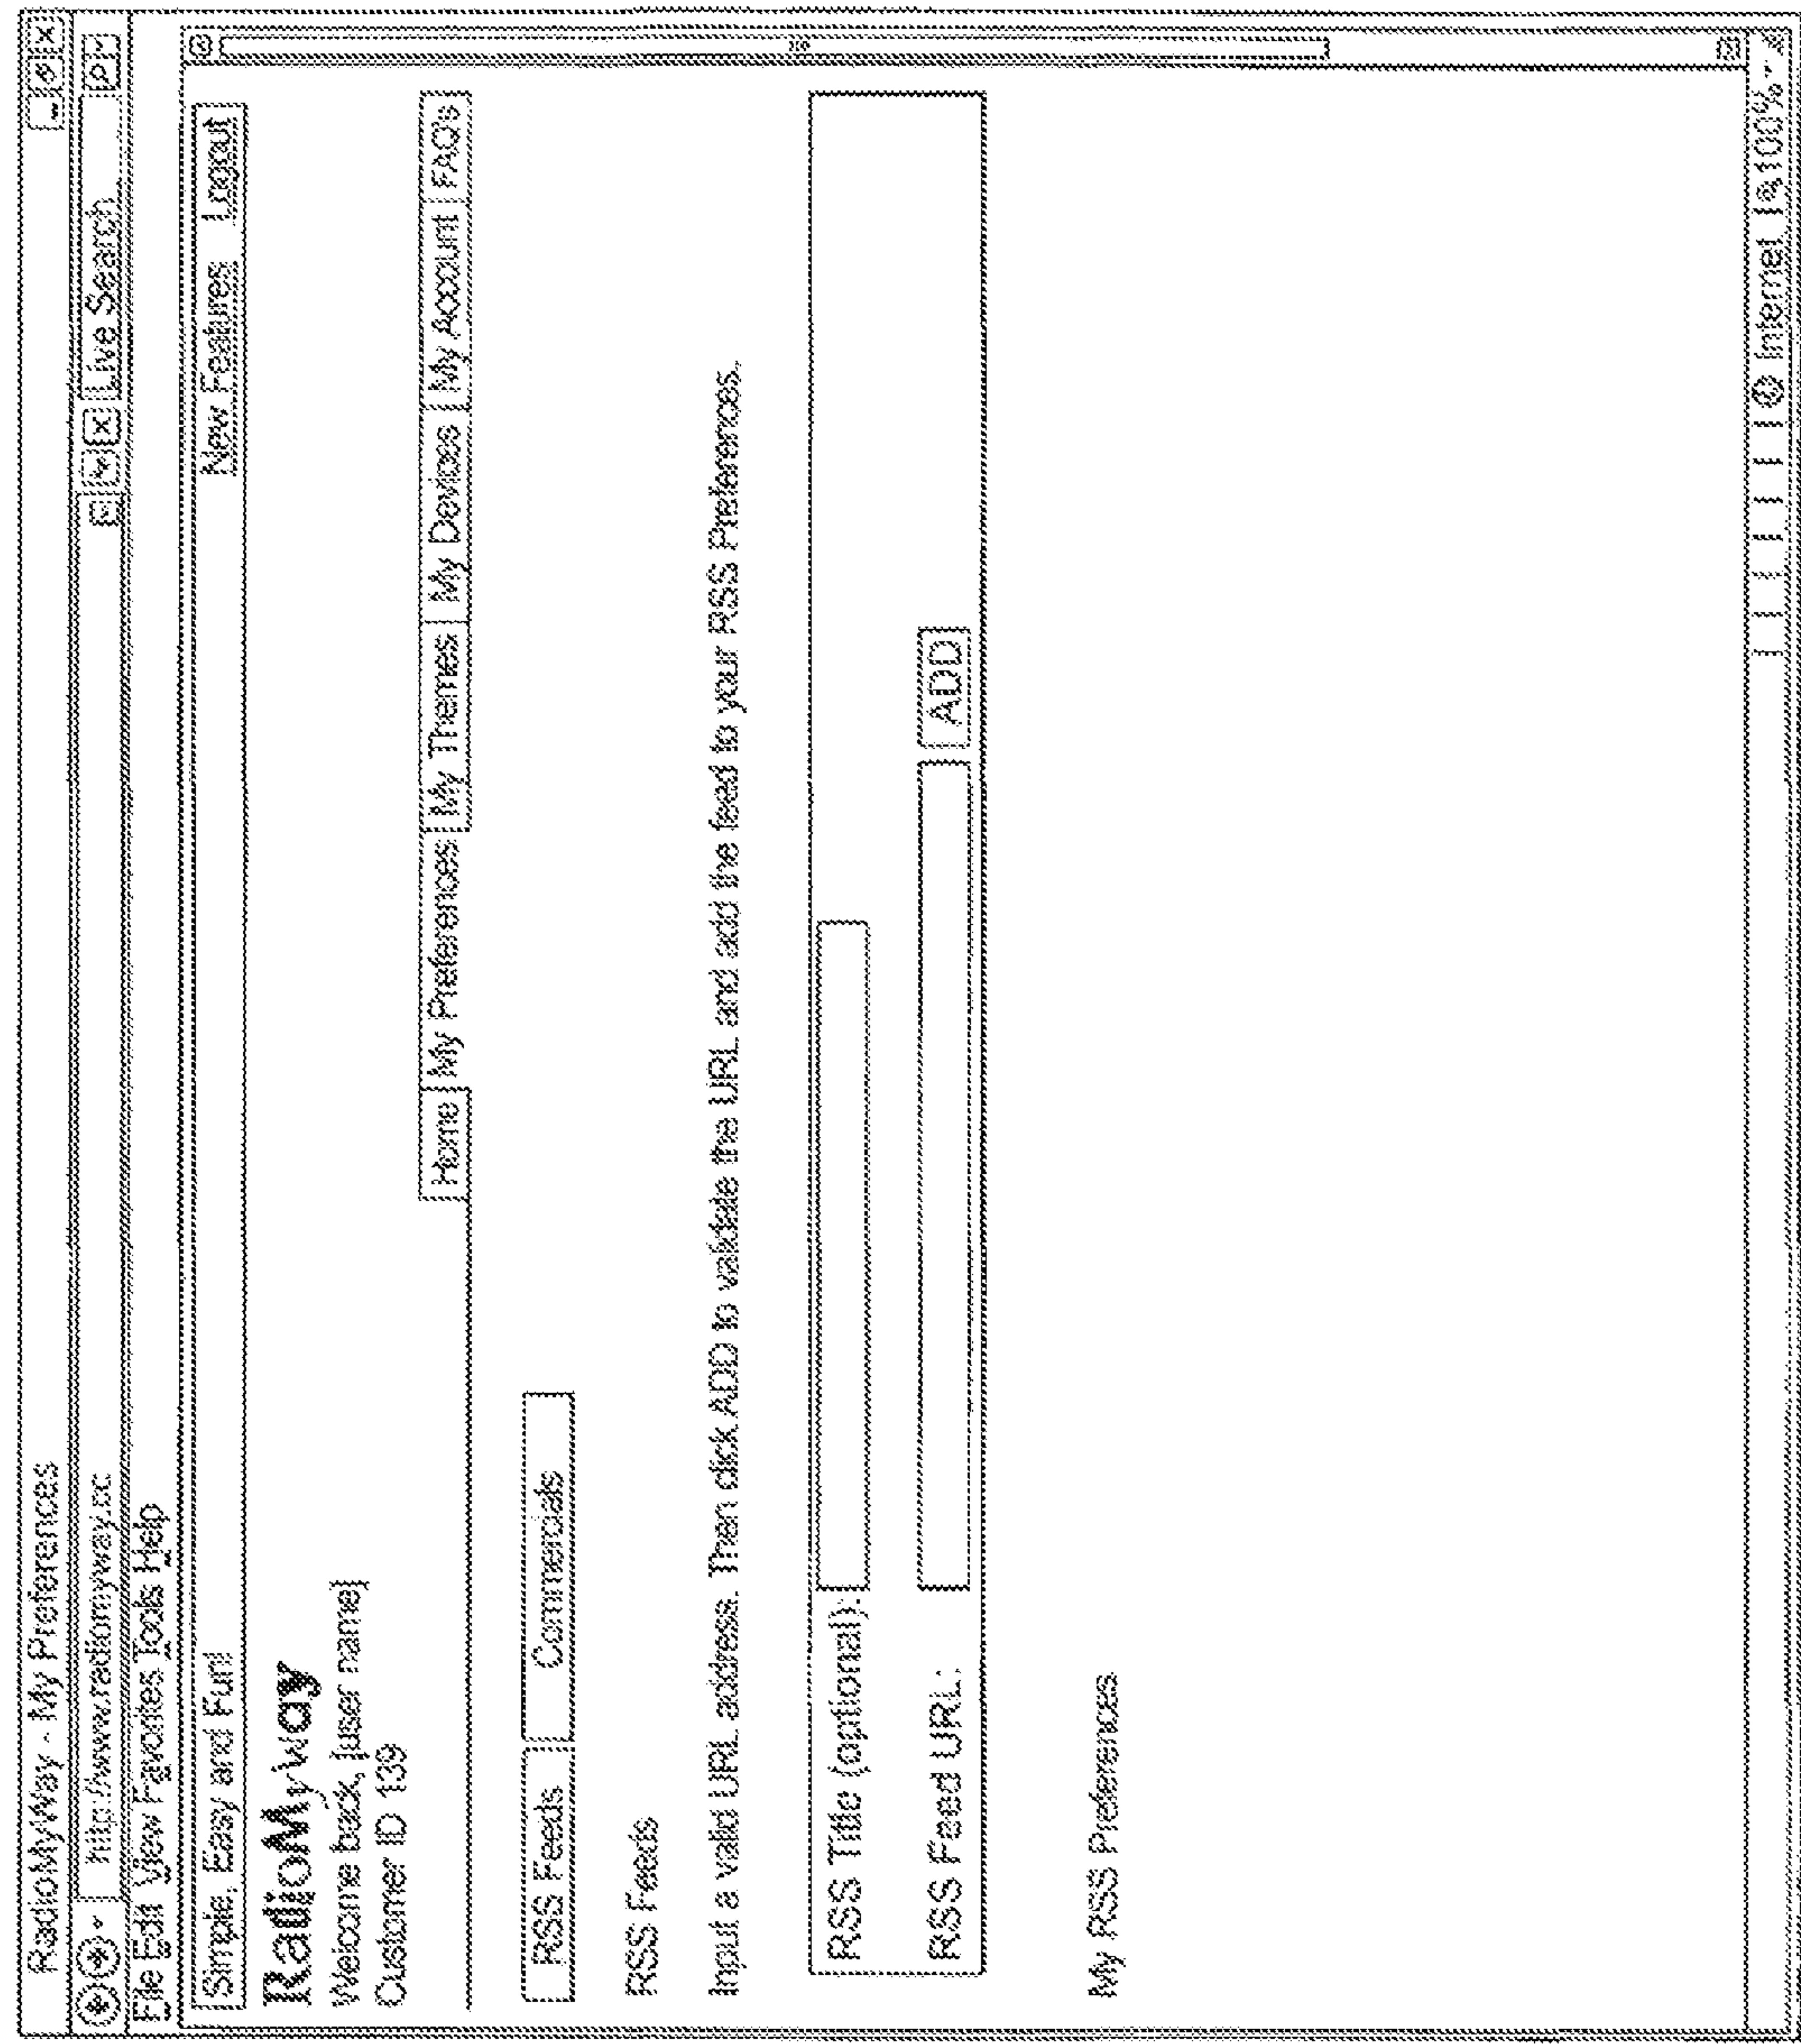 RadioMyWay - My Preferences
http://www.radiomyway.cc
Live Search
File Edit View Favorites Tools Help
Simple, Easy and Fun!
New Features Logout
RadioMyWay
Welcome back, [user name]
Customer ID 139
Home My Preferences My Themes My Devices My Account FAQ's
RSS Feeds Commercials
RSS Feeds
Input a valid URL address. Then click ADD to validate the URL and add the feed to your RSS Preferences.
RSS Title (optional):
RSS Feed URL: ADD
My RSS Preferences
Internet 100%